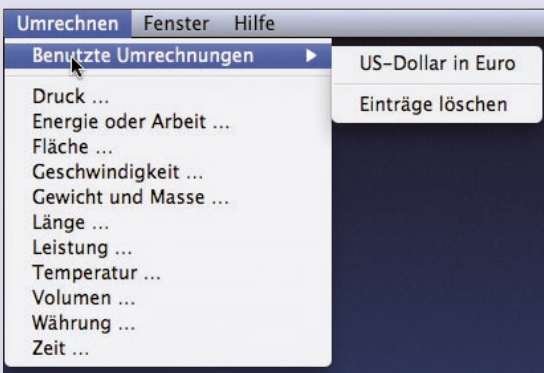 Umrechnen Fenster Hilfe
Benutzte Umrechnungen
US-Dollar in Euro
Einträge löschen
Druck ...
Energie oder Arbeit ...
Fläche ...
Geschwindigkeit ...
Gewicht und Masse ...
Länge ...
Leistung ...
Temperatur ...
Volumen ...
Währung ...
Zeit ...